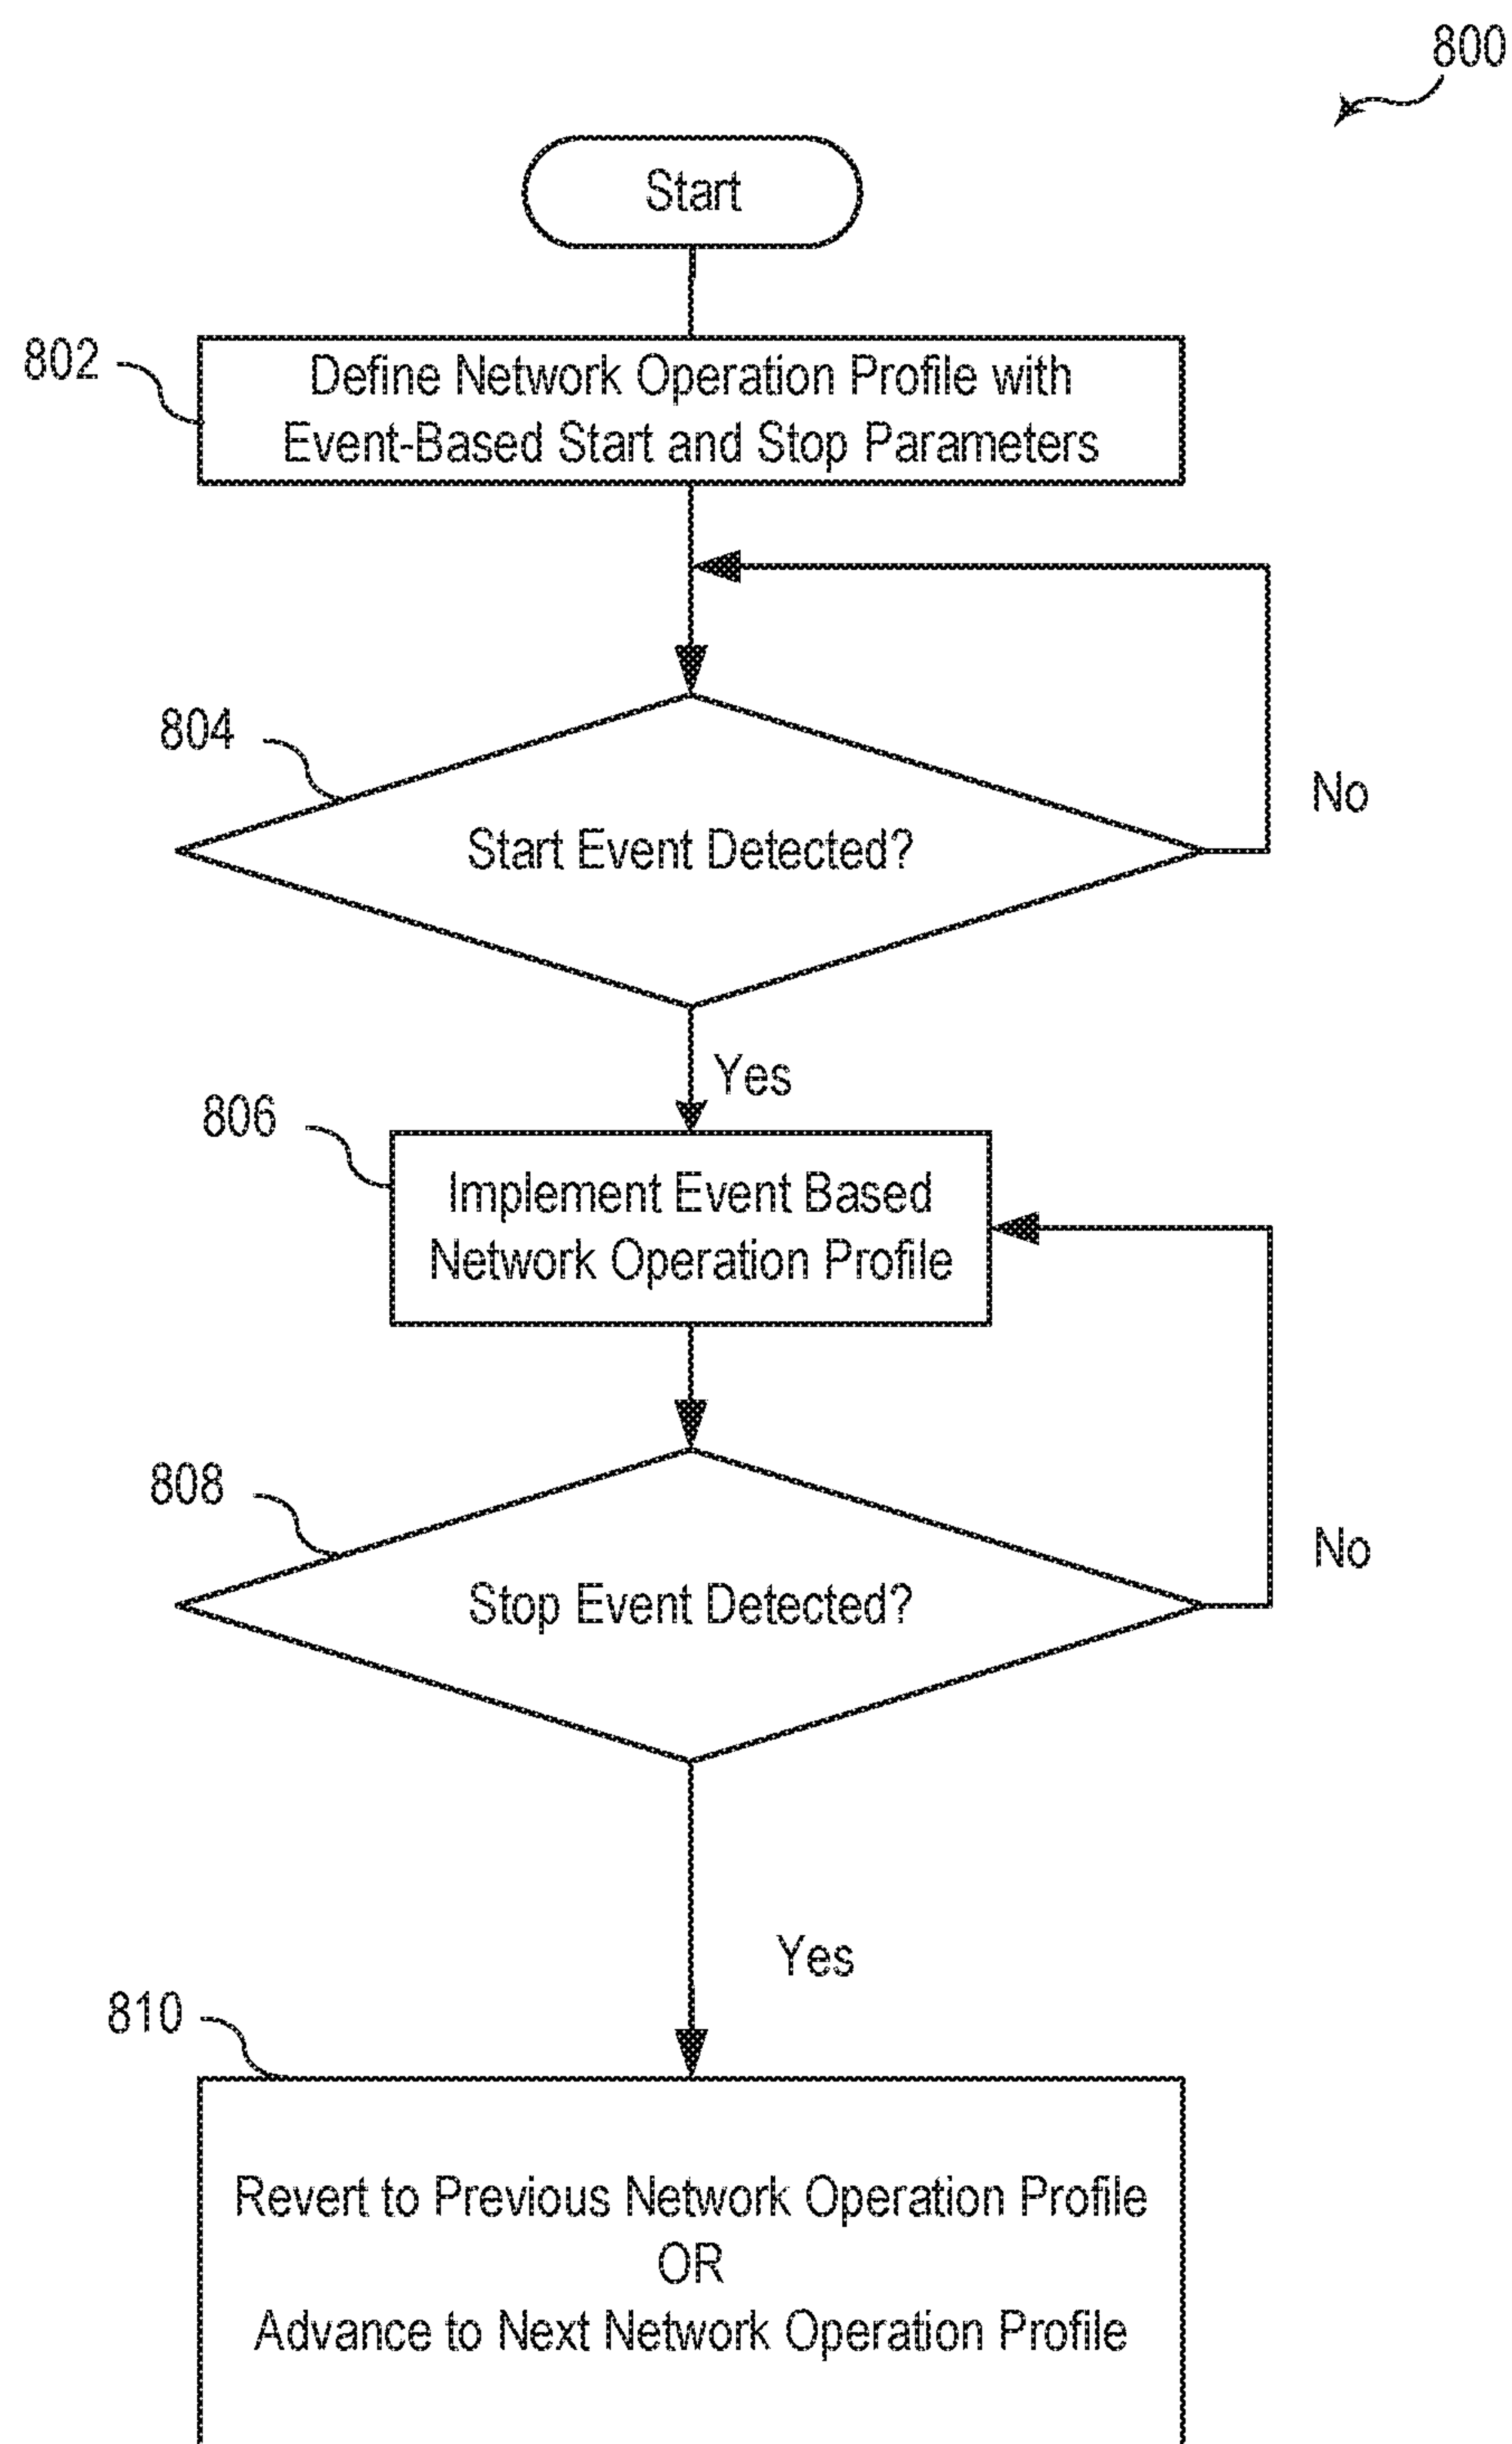 800
Start
802
Define Network Operation Profile with
Event-Based Start and Stop Parameters
804
Start Event Detected?
No
Yes
806
Implement Event Based
Network Operation Profile
808
Stop Event Detected?
No
Yes
810
Revert to Previous Network Operation Profile
OR
Advance to Next Network Operation Profile